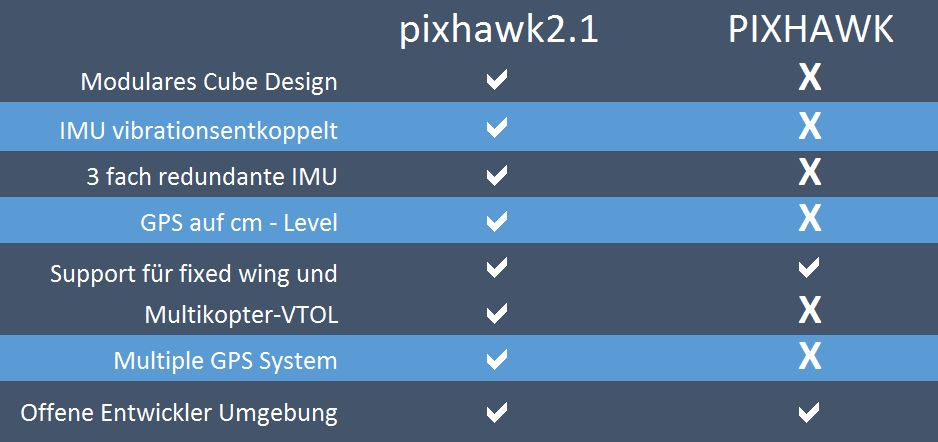 pixhawk2.1 PIXHAWK
Modulares Cube Design ✓ X
IMU vibrationsentkoppelt ✓ X
3 fach redundante IMU ✓ X
GPS auf cm - Level ✓ X
Support für fixed wing und ✓ ✓
Multikopter-VTOL ✓ X
Multiple GPS System ✓ X
Offene Entwickler Umgebung ✓ ✓